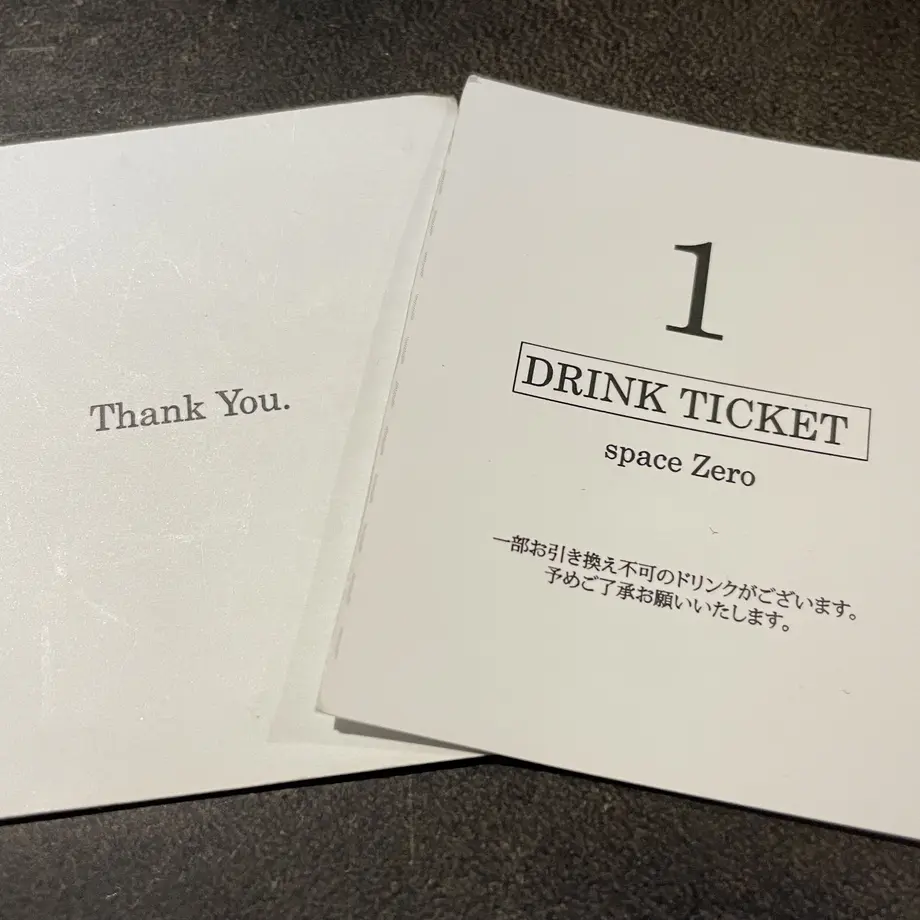 Thank You.
1
DRINK TICKET
space Zero
一部お引き換え不可のドリンクがございます。
予めご了承お願いいたします。